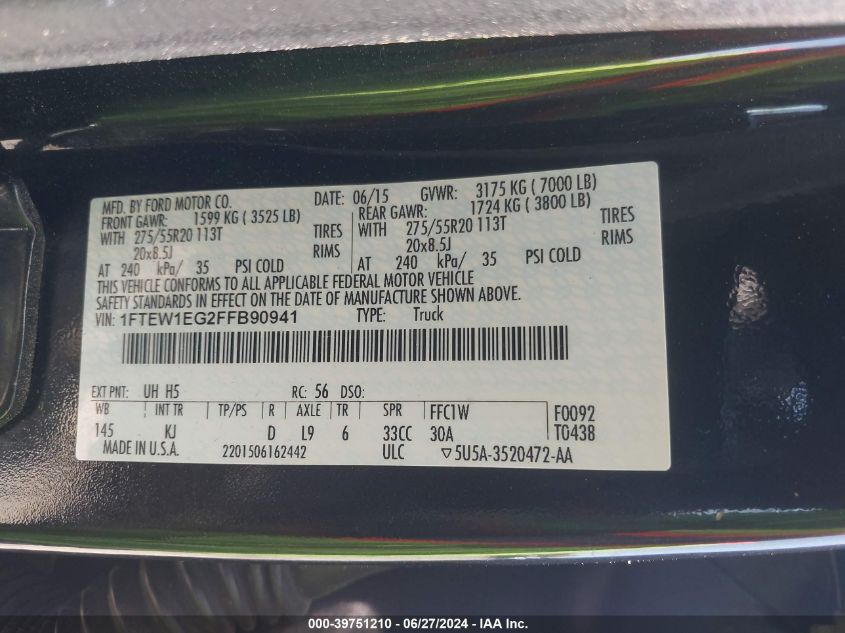 MFD. BY FORD MOTOR CO. DATE: 06/15 GVWR: 3175 KG ( 7000 LB)
FRONT GAWR: 1599 KG ( 3525 LB) REAR GAWR: 1724 KG ( 3800 LB)
WITH 275/55R20 113T TIRES WITH 275/55R20 113T TIRES
20x8.5J RIMS 20x8.5J RIMS
AT 240 kPa/ 35 PSI COLD AT 240 kPa/ 35 PSI COLD
THIS VEHICLE CONFORMS TO ALL APPLICABLE FEDERAL MOTOR VEHICLE
SAFETY STANDARDS IN EFFECT ON THE DATE OF MANUFACTURE SHOWN ABOVE.
VIN: 1FTEW1EG2FFB90941 TYPE: Truck
EXT PNT: UH H5 RC: 56 DSO:
WB INT TR TP/PS R AXLE TR SPR FFC1W F0092
145 KJ D L9 6 33CC 30A T0438
MADE IN U.S.A. 2201506162442 ULC ▽5U5A-3520472-AA
000-39751210 - 06/27/2024 - IAA Inc.